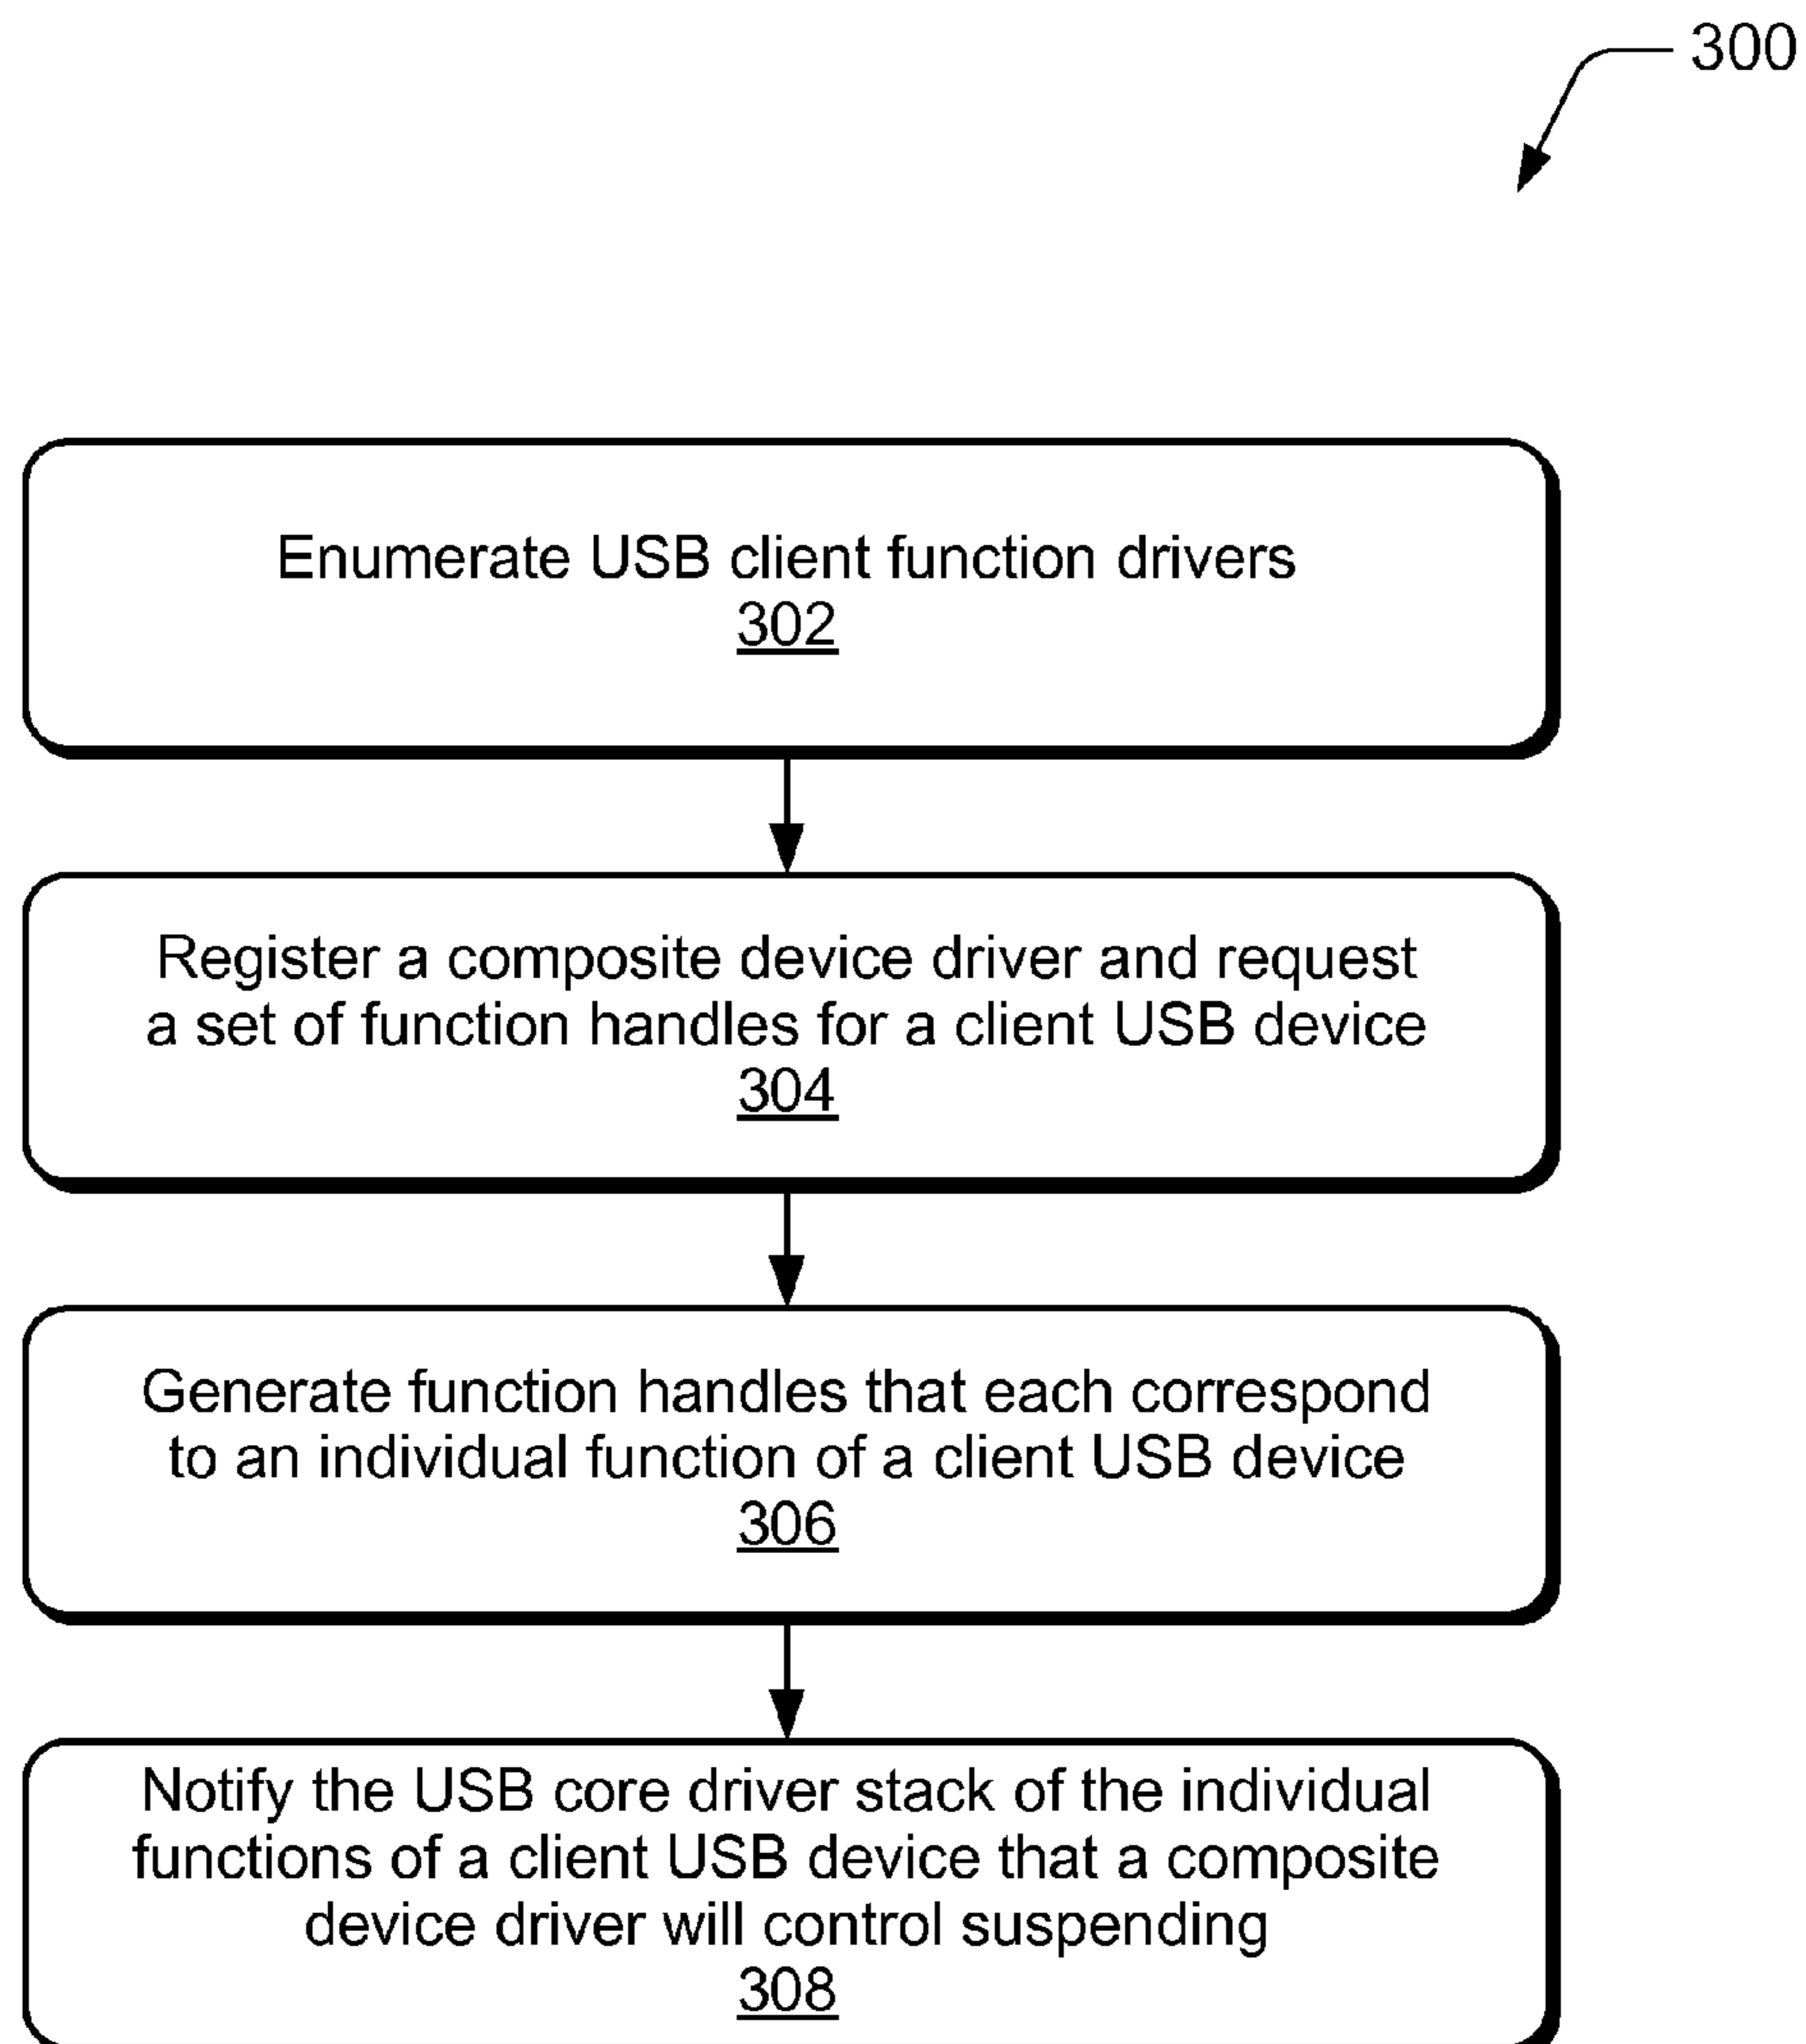 300
Enumerate USB client function drivers
302
Register a composite device driver and request
a set of function handles for a client USB device
304
Generate function handles that each correspond
to an individual function of a client USB device
306
Notify the USB core driver stack of the individual
functions of a client USB device that a composite
device driver will control suspending
308